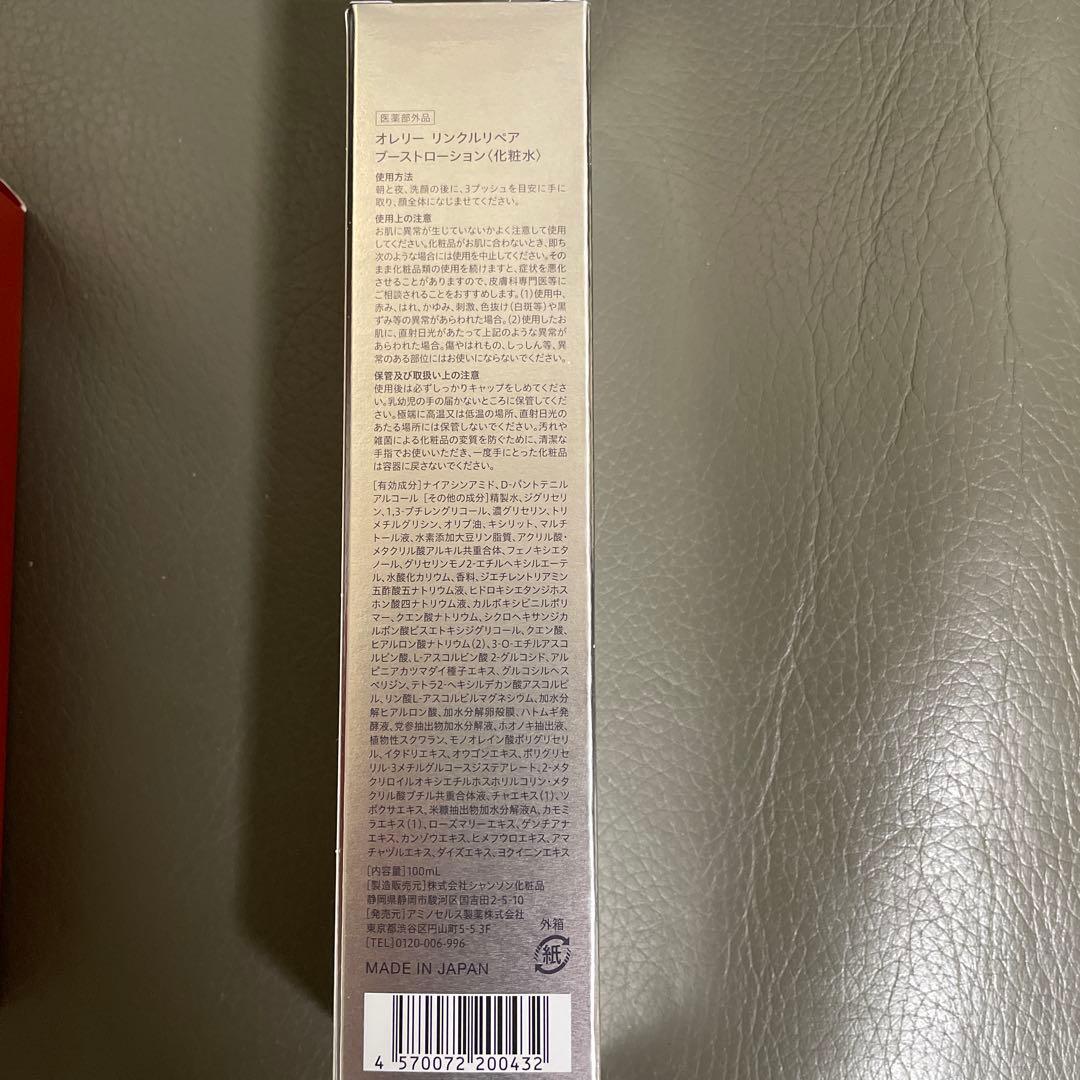 医薬部外品
オレリー リンクルリペア
ブーストローション〈化粧水〉
使用方法
朝と夜、洗顔の後に、3プッシュを目安に手に
取り、顔全体になじませてください。
使用上の注意
お肌に異常が生じていないかよく注意して使用
してください。化粧品がお肌に合わないとき、即ち
次のような場合には使用を中止してください。その
まま化粧品類の使用を続けますと、症状を悪化
させることがありますので、皮膚科専門医等に
ご相談されることをおすすめします。(1)使用中、
赤み、はれ、かゆみ、刺激、色抜け(白斑等)や黒
ずみ等の異常があらわれた場合。(2)使用したお
肌に、直射日光があたって上記のような異常が
あらわれた場合。傷やはれもの、しっしん等、異
常のある部位にはお使いにならないでください。
保管及び取扱い上の注意
使用後は必ずしっかりキャップをしめてくださ
い。乳幼児の手の届かないところに保管してくだ
さい。極端に高温又は低温の場所、直射日光の
あたる場所には保管しないでください。汚れや
雑菌による化粧品の変質を防ぐために、清潔な
手指でお使いいただき、一度手にとった化粧品
は容器に戻さないでください。
[有効成分]ナイアシンアミド、D-パントテニル
アルコール [その他の成分]精製水、ジグリセリ
ン、1,3-ブチレングリコール、濃グリセリン、トリ
メチルグリシン、オリブ油、キシリット、マルチ
トール液、水素添加大豆リン脂質、アクリル酸・
メタクリル酸アルキル共重合体、フェノキシエタ
ノール、グリセリンモノ2-エチルヘキシルエーテ
ル、水酸化カリウム、香料、ジエチレントリアミン
五酢酸五ナトリウム液、ヒドロキシエタンジホス
ホン酸四ナトリウム液、カルボキシビニルポリ
マー、クエン酸ナトリウム、シクロヘキサンジカ
ルボン酸ビスエトキシジグリコール、クエン酸、
ヒアルロン酸ナトリウム(2)、3-O-エチルアスコ
ルビン酸、L-アスコルビン酸 2-グルコシド、アル
ピニアカツマダイ種子エキス、グルコシルヘス
ペリジン、テトラ2-ヘキシルデカン酸アスコルビ
ル、リン酸L-アスコルビルマグネシウム、加水分
解ヒアルロン酸、加水分解卵殻膜、ハトムギ発
酵液、党参抽出物加水分解液、ホオノキ抽出液、
植物性スクワラン、モノオレイン酸ポリグリセリ
ル、イタドリエキス、オウゴンエキス、ポリグリセ
リル-3メチルグルコースジステアレート、2-メタ
クリロイルオキシエチルホスホリルコリン・メタ
クリル酸ブチル共重合体液、チャエキス(1)、ツ
ボクサエキス、米糠抽出物加水分解液A、カモミ
ラエキス(1)、ローズマリーエキス、ゲンチアナ
エキス、カンゾウエキス、ヒメフウロエキス、アマ
チャヅルエキス、ダイズエキス、ヨクイニンエキス
[内容量]100mL
[製造販売元]株式会社シャンソン化粧品
静岡県静岡市駿河区国吉田2-5-10
[発売元]アミノセルス製薬株式会社
東京都渋谷区円山町5-5 3F
[TEL]0120-006-996
外箱
紙
MADE IN JAPAN
4 570072 200432